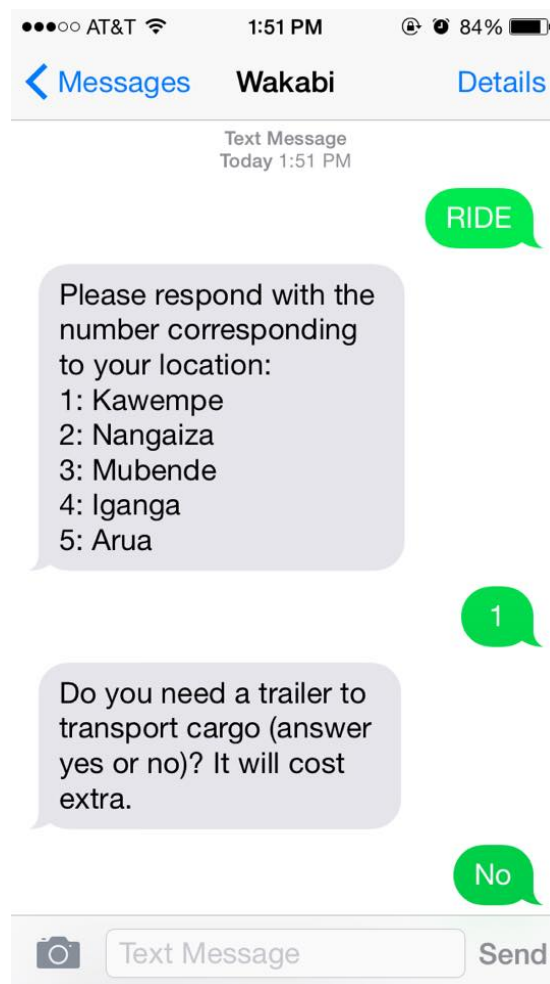 AT&T 1:51 PM 84%
Messages Wakabi Details
Text Message
Today 1:51 PM
RIDE
Please respond with the
number corresponding
to your location:
1: Kawempe
2: Nangaiza
3: Mubende
4: Iganga
5: Arua
1
Do you need a trailer to
transport cargo (answer
yes or no)? It will cost
extra.
No
Text Message Send